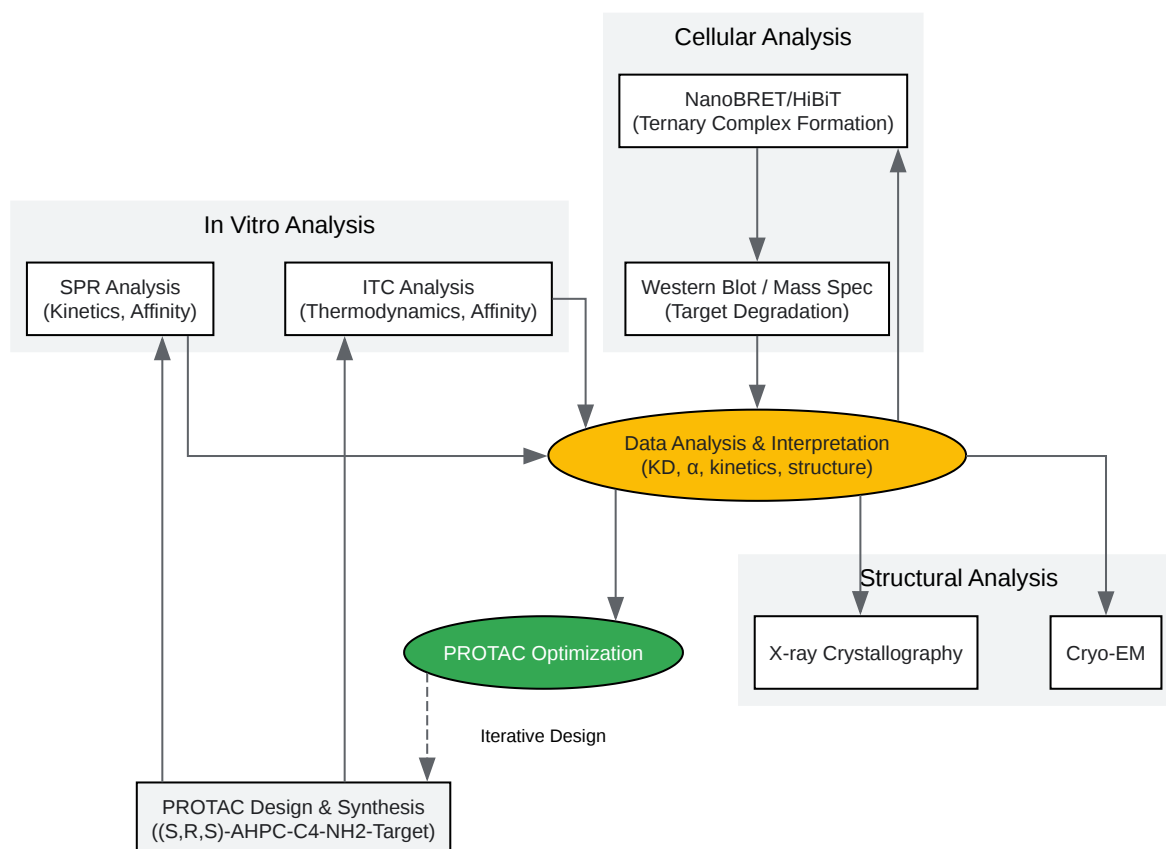 Cellular Analysis
NanoBRET/HiBiT
(Ternary Complex Formation)
In Vitro Analysis
SPR Analysis
(Kinetics, Affinity)
ITC Analysis
(Thermodynamics, Affinity)
Western Blot / Mass Spec
(Target Degradation)
Data Analysis & Interpretation
(KD, α, kinetics, structure)
Structural Analysis
X-ray Crystallography
Cryo-EM
PROTAC Optimization
Iterative Design
PROTAC Design & Synthesis
((S,R,S)-AHPC-C4-NH2-Target)